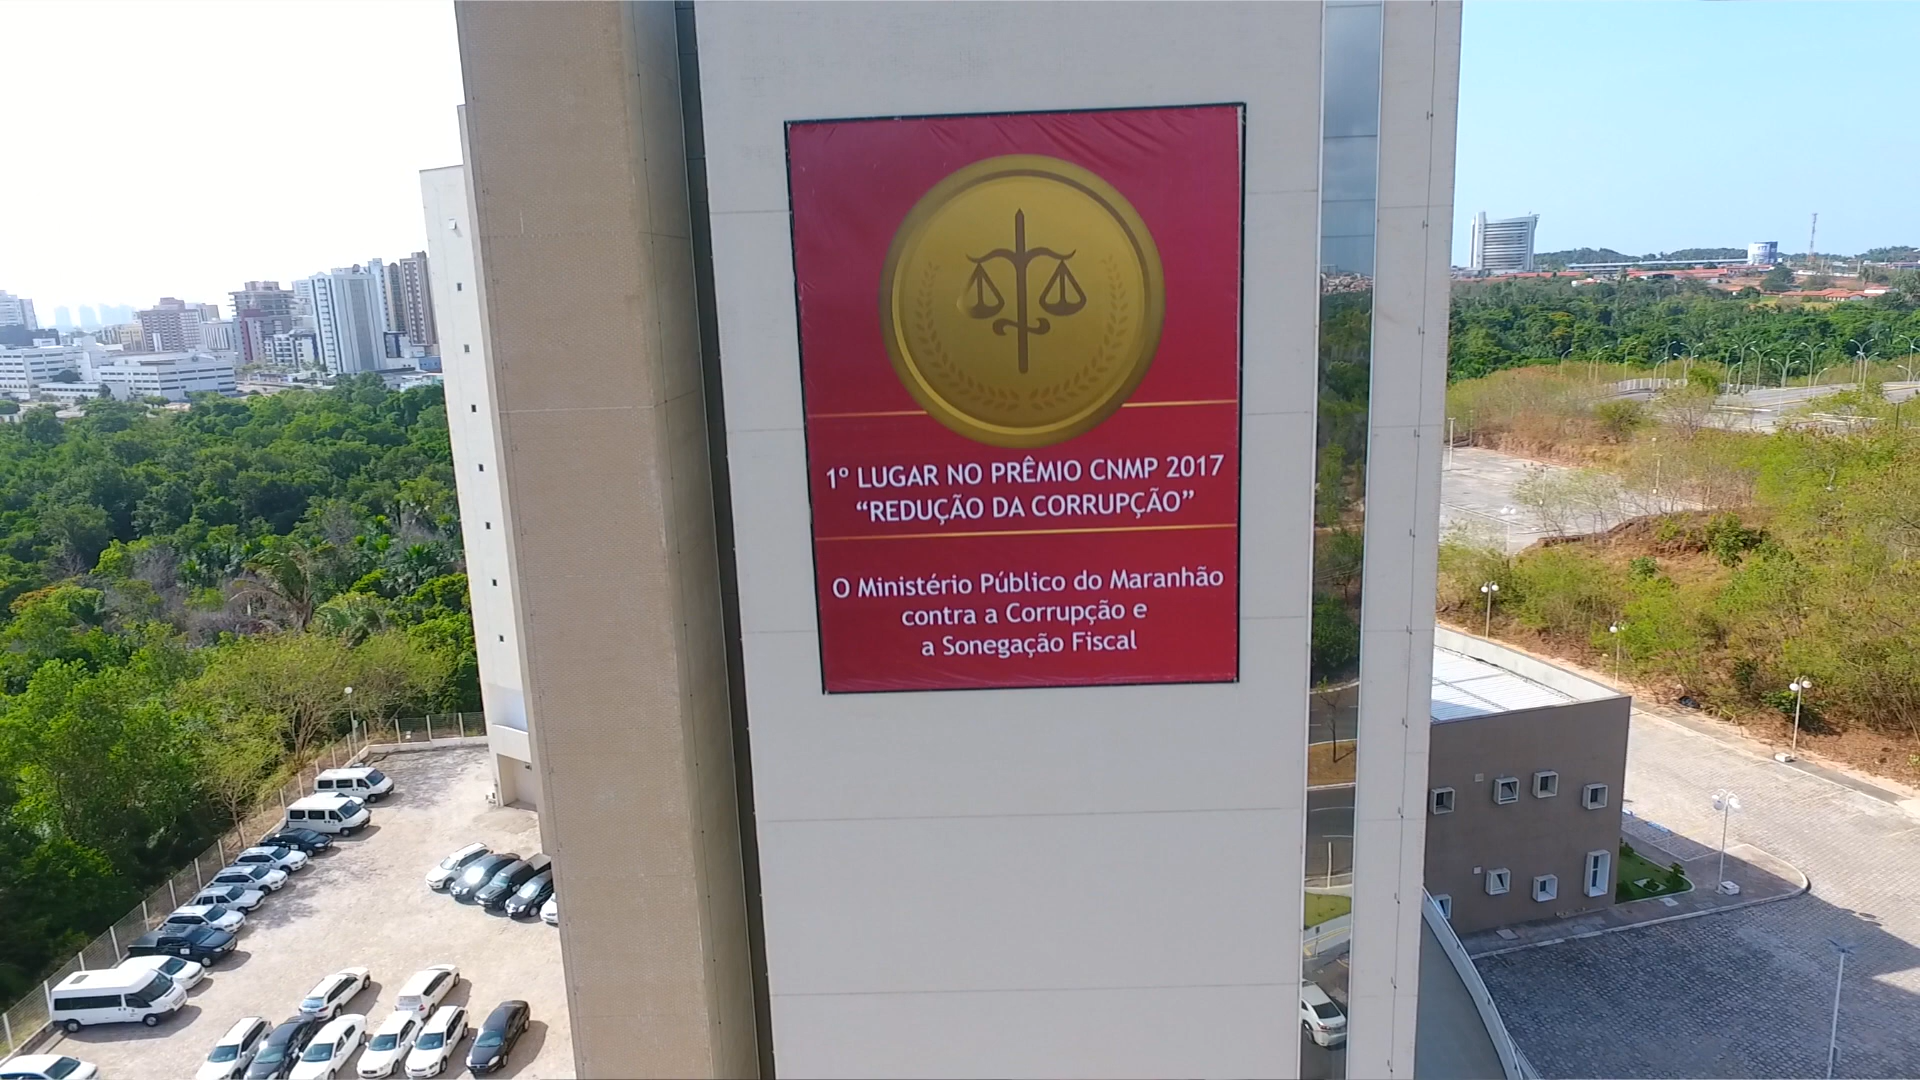 1º LUGAR NO PRÊMIO CNMP 2017
“REDUÇÃO DA CORRUPÇÃO”
O Ministério Público do Maranhão
contra a Corrupção e
a Sonegação Fiscal